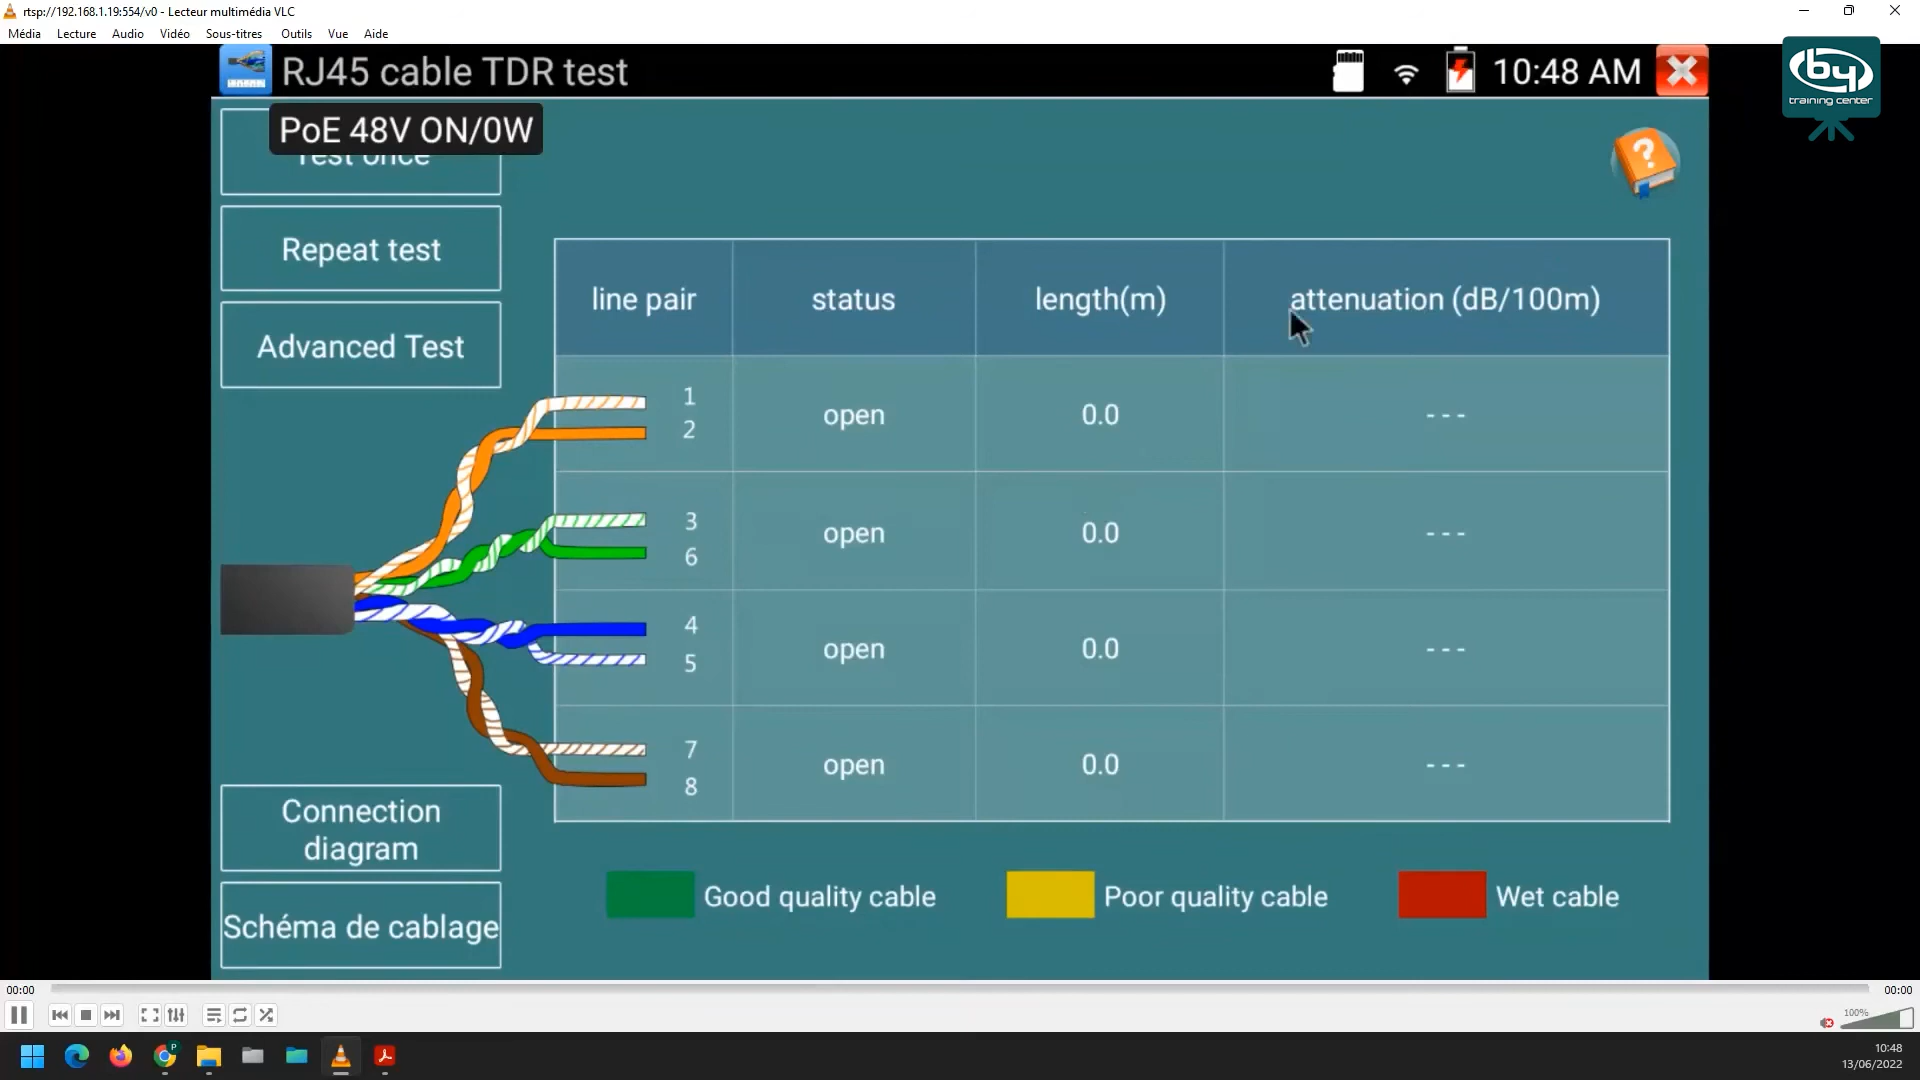 rtsp://192.168.1.19:554/v0 - Lecteur multimédia VLC
Média Lecture Audio Vidéo Sous-titres Outils Vue Aide
RJ45 cable TDR test
10:48 AM
by
training center
PoE 48V ON/0W
Test once
Repeat test
Advanced Test
line pair status length(m) attenuation (dB/100m)
1
2
open 0.0 ---
3
6
open 0.0 ---
4
5
open 0.0 ---
7
8
open 0.0 ---
Connection
diagram
Schéma de cablage
Good quality cable Poor quality cable Wet cable
00:00 00:00
100%
P
10:48
13/06/2022